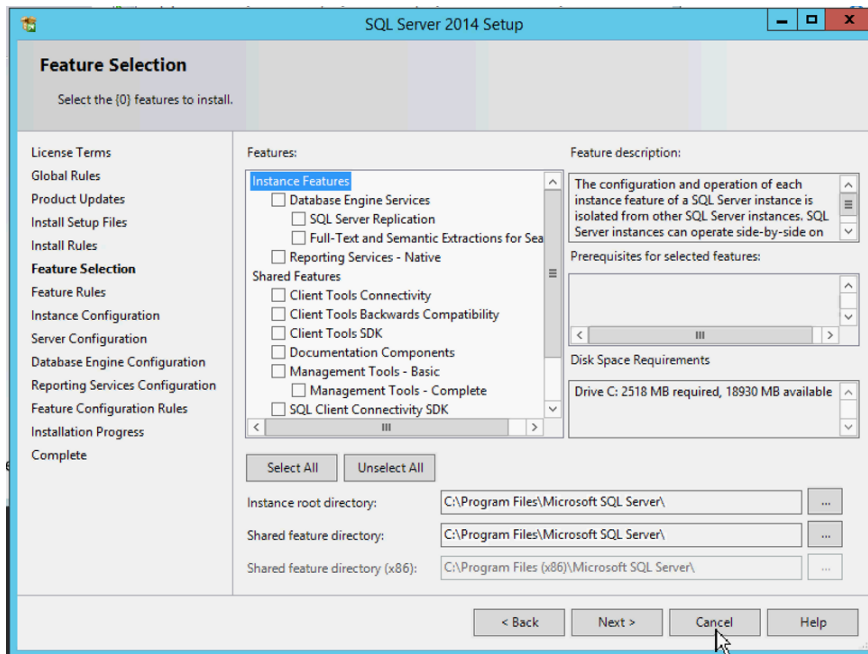 SQL Server 2014 Setup
Feature Selection
Select the {0} features to install.
License Terms
Global Rules
Product Updates
Install Setup Files
Install Rules
Feature Selection
Feature Rules
Instance Configuration
Server Configuration
Database Engine Configuration
Reporting Services Configuration
Feature Configuration Rules
Installation Progress
Complete
Features:
Instance Features
Database Engine Services
SQL Server Replication
Full-Text and Semantic Extractions for Sea
Reporting Services - Native
Shared Features
Client Tools Connectivity
Client Tools Backwards Compatibility
Client Tools SDK
Documentation Components
Management Tools - Basic
Management Tools - Complete
SQL Client Connectivity SDK
Feature description:
The configuration and operation of each
instance feature of a SQL Server instance is
isolated from other SQL Server instances. SQL
Server instances can operate side-by-side on
Prerequisites for selected features:
Disk Space Requirements
Drive C: 2518 MB required, 18930 MB available
Select All
Unselect All
Instance root directory:
C:\Program Files\Microsoft SQL Server\
...
Shared feature directory:
C:\Program Files\Microsoft SQL Server\
...
Shared feature directory (x86):
C:\Program Files (x86)\Microsoft SQL Server\
...
< Back
Next >
Cancel
Help